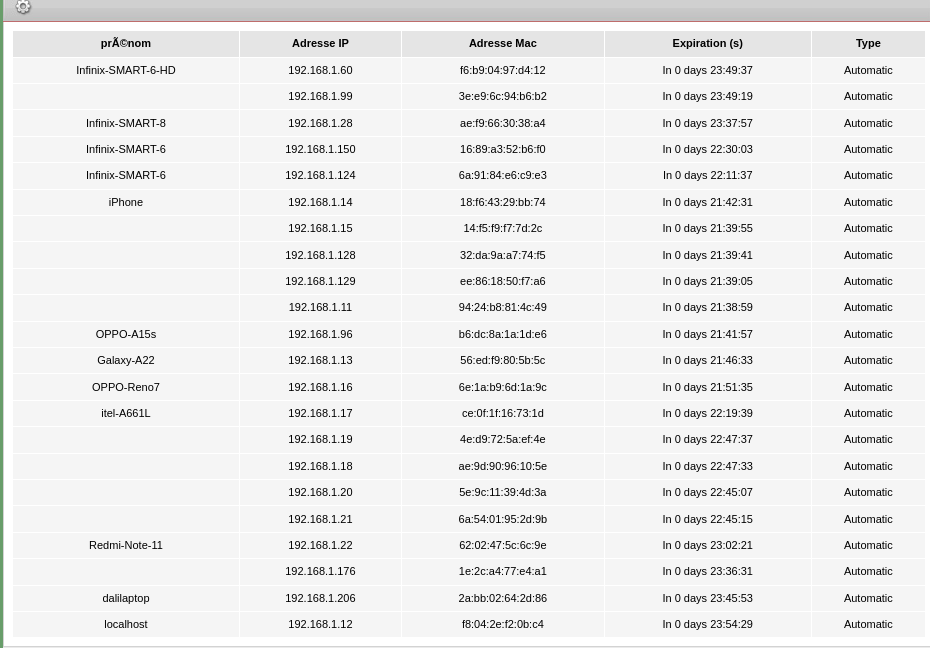 prÃ©nom Adresse IP Adresse Mac Expiration (s) Type
Infinix-SMART-6-HD 192.168.1.60 f6:b9:04:97:d4:12 In 0 days 23:49:37 Automatic
192.168.1.99 3e:e9:6c:94:b6:b2 In 0 days 23:49:19 Automatic
Infinix-SMART-8 192.168.1.28 ae:f9:66:30:38:a4 In 0 days 23:37:57 Automatic
Infinix-SMART-6 192.168.1.150 16:89:a3:52:b6:f0 In 0 days 22:30:03 Automatic
Infinix-SMART-6 192.168.1.124 6a:91:84:e6:c9:e3 In 0 days 22:11:37 Automatic
iPhone 192.168.1.14 18:f6:43:29:bb:74 In 0 days 21:42:31 Automatic
192.168.1.15 14:f5:f9:f7:7d:2c In 0 days 21:39:55 Automatic
192.168.1.128 32:da:9a:a7:74:f5 In 0 days 21:39:41 Automatic
192.168.1.129 ee:86:18:50:f7:a6 In 0 days 21:39:05 Automatic
192.168.1.11 94:24:b8:81:4c:49 In 0 days 21:38:59 Automatic
OPPO-A15s 192.168.1.96 b6:dc:8a:1a:1d:e6 In 0 days 21:41:57 Automatic
Galaxy-A22 192.168.1.13 56:ed:f9:80:5b:5c In 0 days 21:46:33 Automatic
OPPO-Reno7 192.168.1.16 6e:1a:b9:6d:1a:9c In 0 days 21:51:35 Automatic
itel-A661L 192.168.1.17 ce:0f:1f:16:73:1d In 0 days 22:19:39 Automatic
192.168.1.19 4e:d9:72:5a:ef:4e In 0 days 22:47:37 Automatic
192.168.1.18 ae:9d:90:96:10:5e In 0 days 22:47:33 Automatic
192.168.1.20 5e:9c:11:39:4d:3a In 0 days 22:45:07 Automatic
192.168.1.21 6a:54:01:95:2d:9b In 0 days 22:45:15 Automatic
Redmi-Note-11 192.168.1.22 62:02:47:5c:6c:9e In 0 days 23:02:21 Automatic
192.168.1.176 1e:2c:a4:77:e4:a1 In 0 days 23:36:31 Automatic
dalilaptop 192.168.1.206 2a:bb:02:64:2d:86 In 0 days 23:45:53 Automatic
localhost 192.168.1.12 f8:04:2e:f2:0b:c4 In 0 days 23:54:29 Automatic